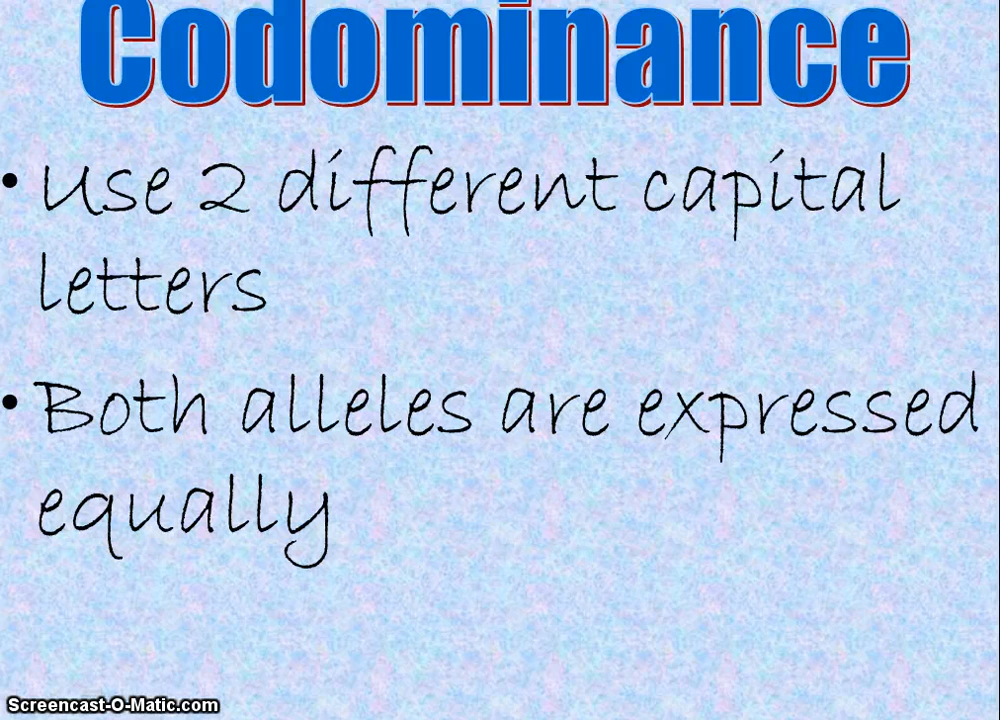 Codominance
• Use 2 different capital
letters
• Both alleles are expressed
equally
Screencast-O-Matic.com